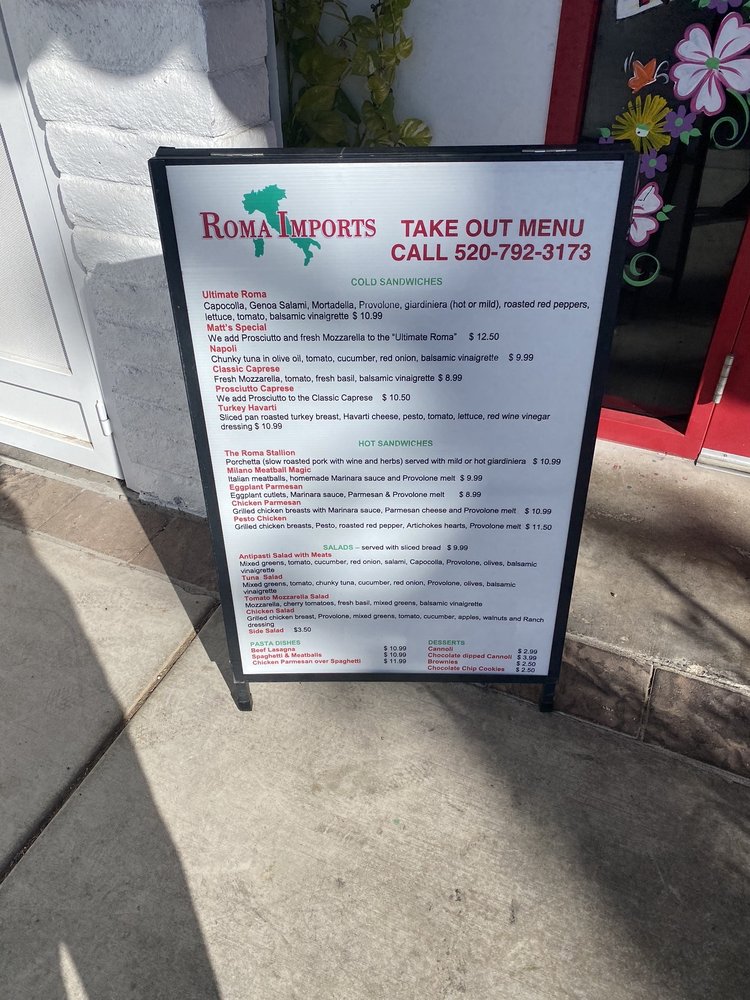 ROMA IMPORTS
TAKE OUT MENU
CALL 520-792-3173
COLD SANDWICHES
Ultimate Roma
Capocolla, Genoa Salami, Mortadella, Provolone, giardiniera (hot or mild), roasted red peppers,
lettuce, tomato, balsamic vinaigrette $ 10.99
Matt's Special
We add Prosciutto and fresh Mozzarella to the "Ultimate Roma" $ 12.50
Napoli
Chunky tuna in olive oil, tomato, cucumber, red onion, balsamic vinaigrette $ 9.99
Classic Caprese
Fresh Mozzarella, tomato, fresh basil, balsamic vinaigrette $ 8.99
Prosciutto Caprese
We add Prosciutto to the Classic Caprese $ 10.50
Turkey Havarti
Sliced pan roasted turkey breast, Havarti cheese, pesto, tomato, lettuce, red wine vinegar
dressing $ 10.99
HOT SANDWICHES
The Roma Stallion
Porchetta (slow roasted pork with wine and herbs) served with mild or hot giardiniera $ 10.99
Milano Meatball Magic
Italian meatballs, homemade Marinara sauce and Provolone melt $ 9.99
Eggplant Parmesan
Eggplant cutlets, Marinara sauce, Parmesan & Provolone melt $ 8.99
Chicken Parmesan
Grilled chicken breasts with Marinara sauce, Parmesan cheese and Provolone melt $ 10.99
Pesto Chicken
Grilled chicken breasts, Pesto, roasted red pepper, Artichokes hearts, Provolone melt $ 11.50
SALADS – served with sliced bread $ 9.99
Antipasti Salad with Meats
Mixed greens, tomato, cucumber, red onion, salami, Capocolla, Provolone, olives, balsamic
vinaigrette
Tuna Salad
Mixed greens, tomato, chunky tuna, cucumber, red onion, Provolone, olives, balsamic
vinaigrette
Tomato Mozzarella Salad
Mozzarella, cherry tomatoes, fresh basil, mixed greens, balsamic vinaigrette
Chicken Salad
Grilled chicken breast, Provolone, mixed greens, tomato, cucumber, apples, walnuts and Ranch
dressing
Side Salad $3.50
PASTA DISHES
Beef Lasagna $ 10.99
Spaghetti & Meatballs $ 10.99
Chicken Parmesan over Spaghetti $ 11.99
DESSERTS
Cannoli $ 2.99
Chocolate dipped Cannoli $ 3.99
Brownies $ 2.50
Chocolate Chip Cookies $ 2.50